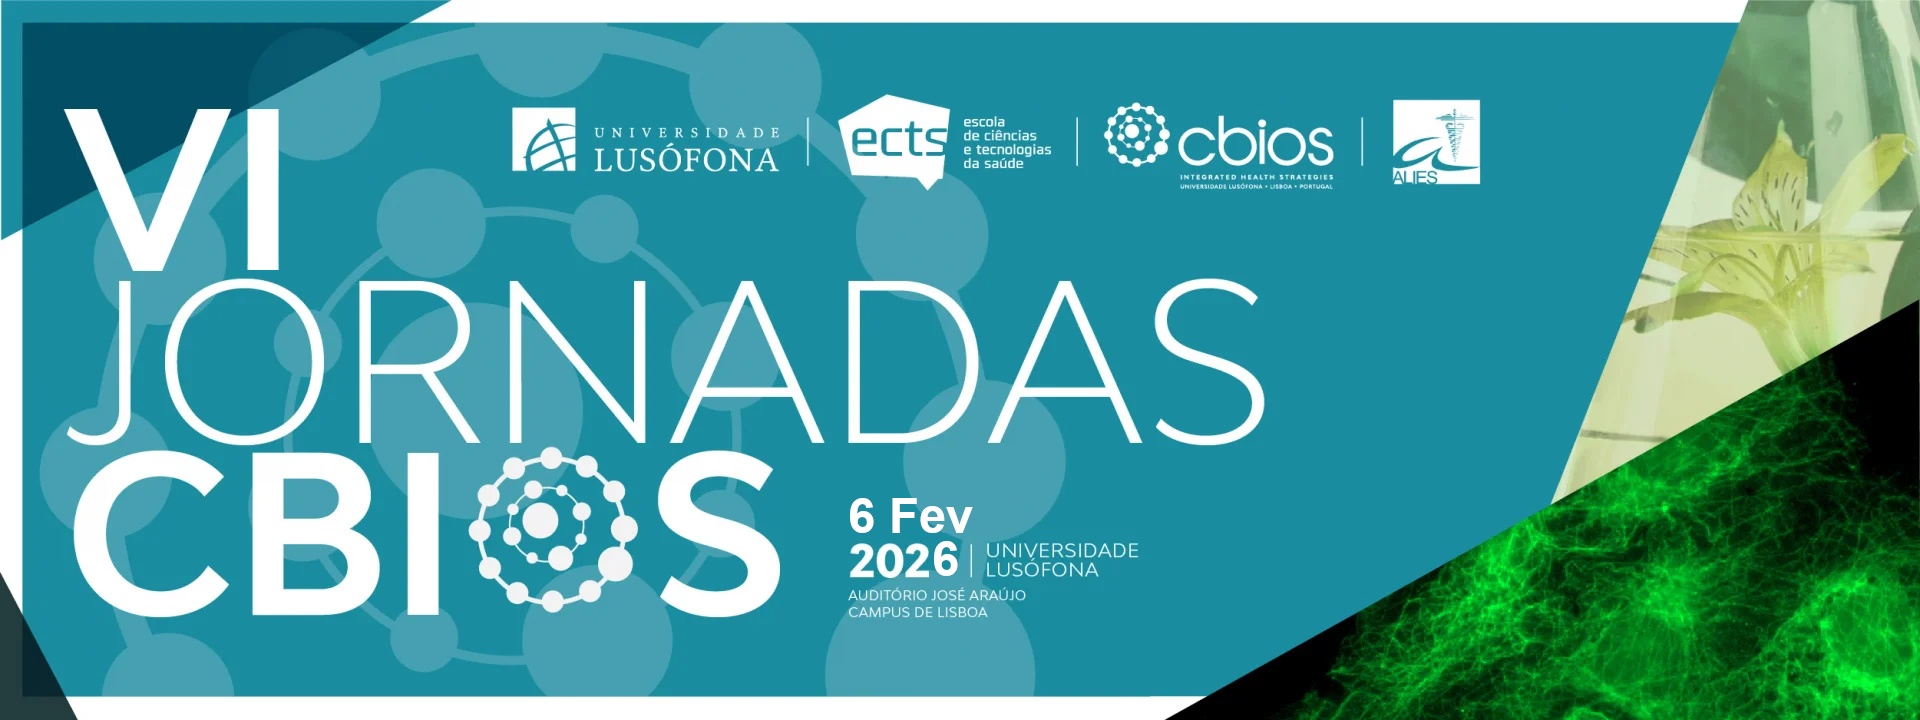 UNIVERSIDADE
LUSÓFONA
ects
escola
de ciências
e tecnologias
da saúde
cbios
INTEGRATED HEALTH STRATEGIES
UNIVERSIDADE LUSÓFONA • LISBOA • PORTUGAL
a
ALIES
VI
JORNADAS
CBIOS
6 Fev
2026
UNIVERSIDADE
LUSÓFONA
AUDITÓRIO JOSÉ ARAÚJO
CAMPUS DE LISBOA